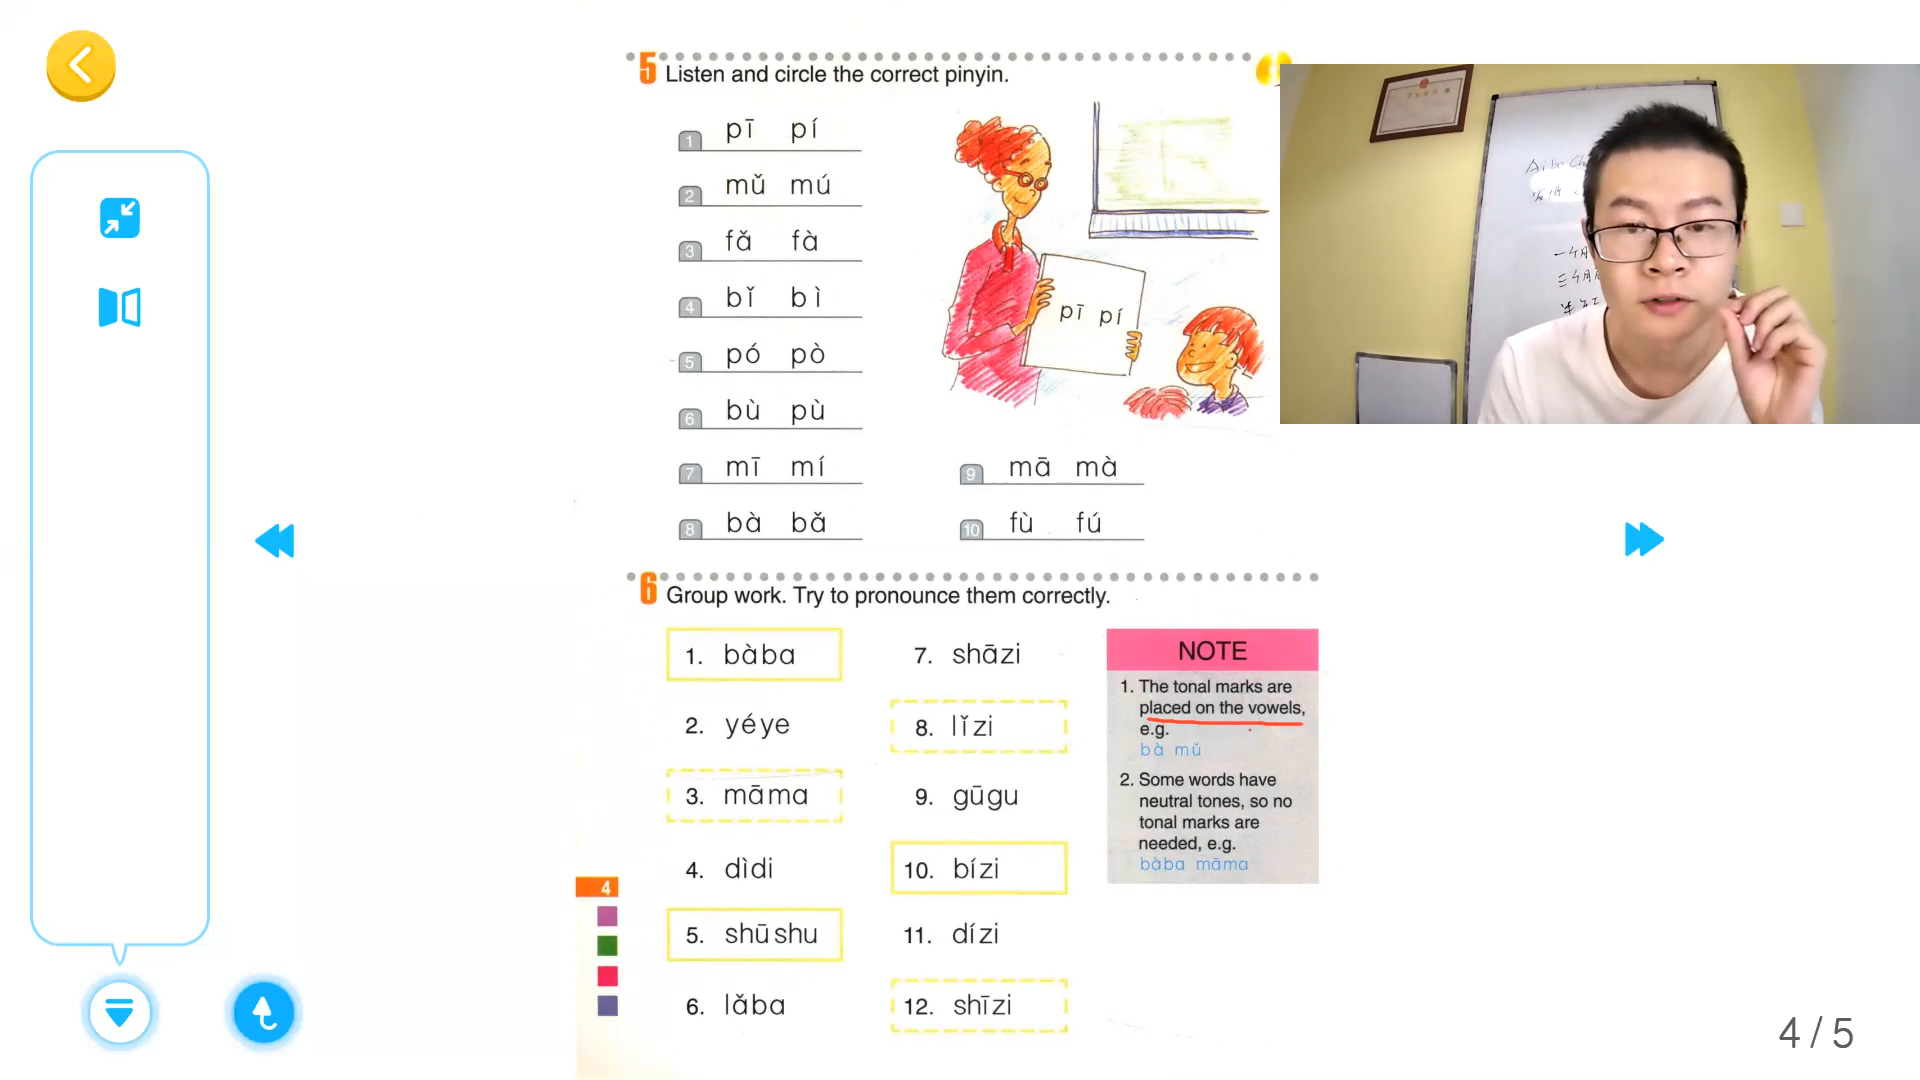 5 Listen and circle the correct pinyin.
1 pī pí
2 mǔ mú
3 fǎ fà
4 bǐ bì
5 pó pò
6 bù pù
7 mī mí
8 bà bǎ
9 mā mà
10 fù fú
pī pí
6 Group work. Try to pronounce them correctly.
1. bàba
2. yéye
3. māma
4. dìdi
5. shūshu
6. lǎba
7. shāzi
8. lǐzi
9. gūgu
10. bízi
11. dízi
12. shīzi
NOTE
1. The tonal marks are
placed on the vowels,
e.g.
bà mǔ
2. Some words have
neutral tones, so no
tonal marks are
needed, e.g.
bàba māma
4
4 / 5